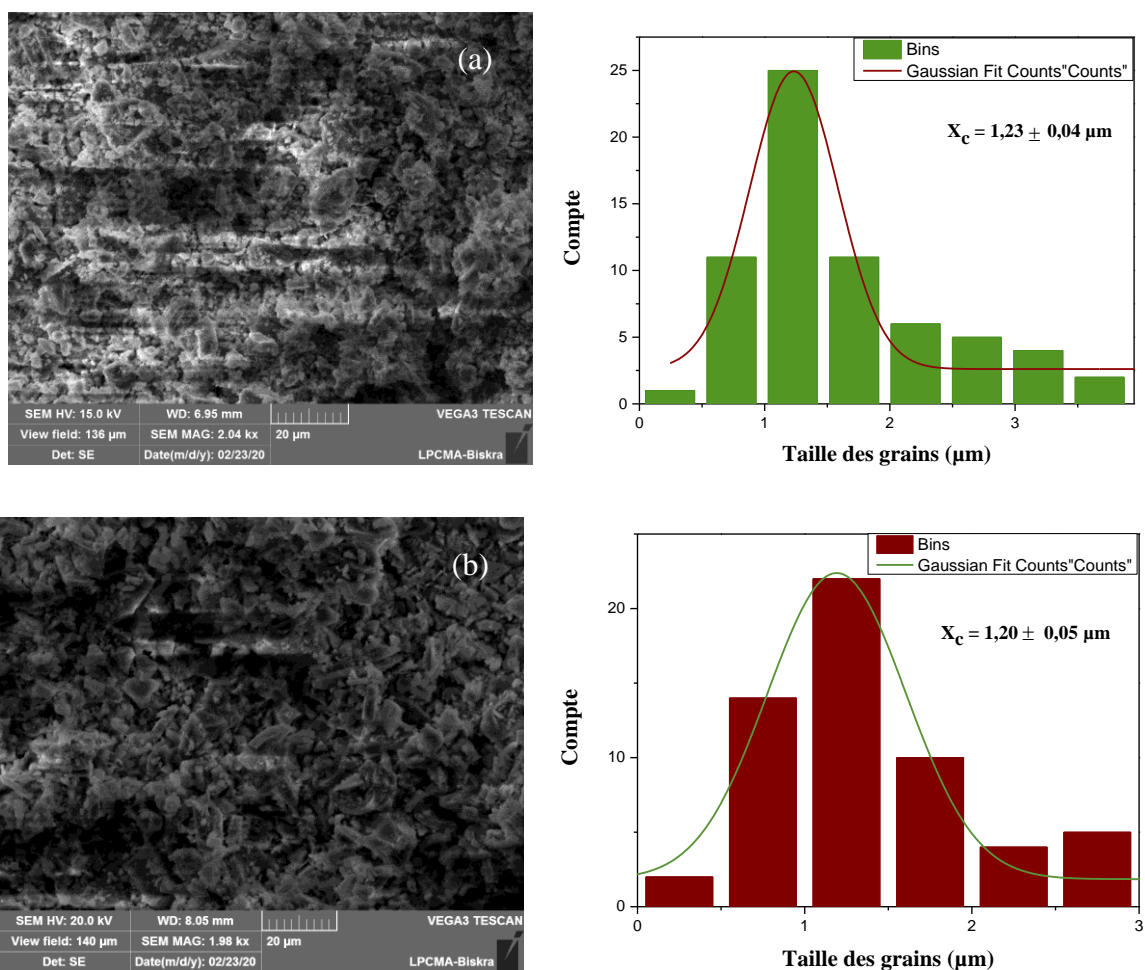 (a)
SEM HV: 15.0 kV WD: 6.95 mm VEGA3 TESCAN
View field: 136 µm SEM MAG: 2.04 kx 20 µm
Det: SE Date(m/d/y): 02/23/20 LPCMA-Biskra
Bins
Gaussian Fit Counts"Counts"
Xc = 1,23 ± 0,04 µm
Compte
25
20
15
10
5
0
0 1 2 3
Taille des grains (µm)
(b)
SEM HV: 20.0 kV WD: 8.05 mm VEGA3 TESCAN
View field: 140 µm SEM MAG: 1.98 kx 20 µm
Det: SE Date(m/d/y): 02/23/20 LPCMA-Biskra
Bins
Gaussian Fit Counts"Counts"
Xc = 1,20 ± 0,05 µm
Compte
20
10
0
0 1 2 3
Taille des grains (µm)